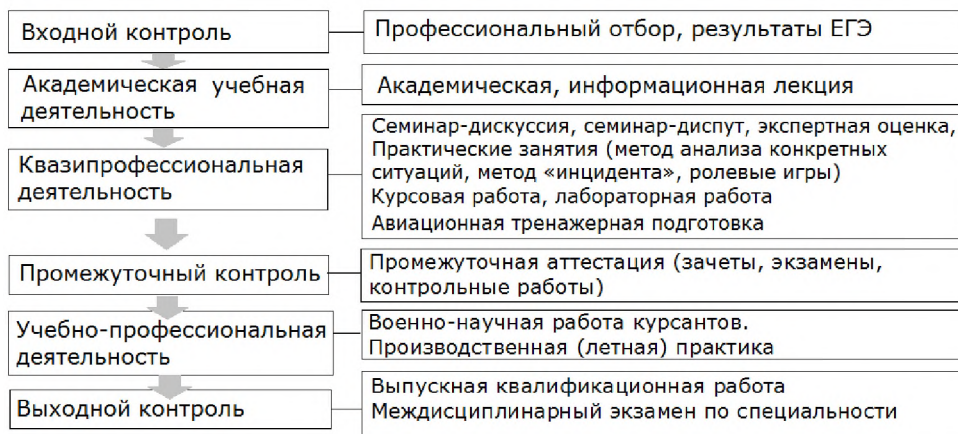 Входной контроль
Профессиональный отбор, результаты ЕГЭ
Академическая учебная
деятельность
Академическая, информационная лекция
Квазипрофессиональная
деятельность
Семинар-дискуссия, семинар-диспут, экспертная оценка,
Практические занятия (метод анализа конкретных
ситуаций, метод «инцидента», ролевые игры)
Курсовая работа, лабораторная работа
Авиационная тренажерная подготовка
Промежуточный контроль
Промежуточная аттестация (зачеты, экзамены,
контрольные работы)
Учебно-профессиональная
деятельность
Военно-научная работа курсантов.
Производственная (летная) практика
Выходной контроль
Выпускная квалификационная работа
Междисциплинарный экзамен по специальности